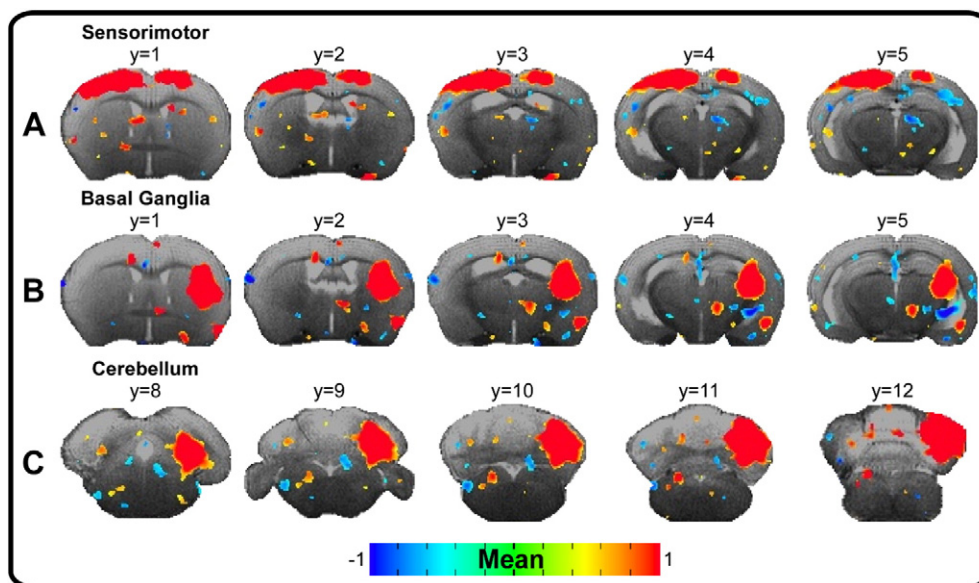 Sensorimotor
y=1 y=2 y=3 y=4 y=5
A
Basal Ganglia
y=1 y=2 y=3 y=4 y=5
B
Cerebellum
y=8 y=9 y=10 y=11 y=12
C
-1 Mean 1